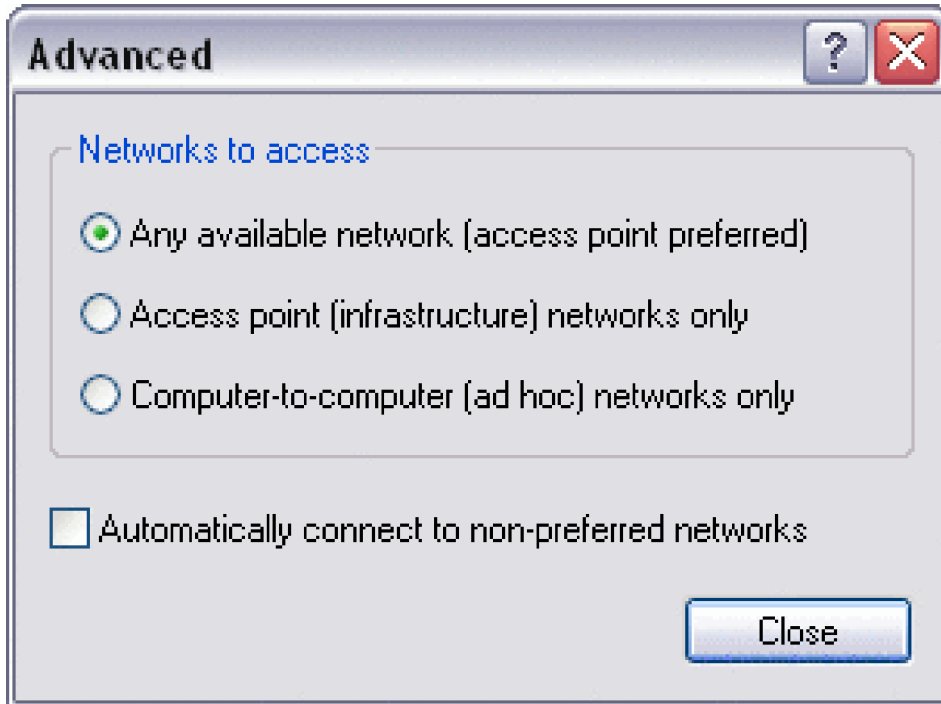 Advanced
?
Networks to access
Any available network (access point preferred)
Access point (infrastructure) networks only
Computer-to-computer (ad hoc) networks only
Automatically connect to non-preferred networks
Close